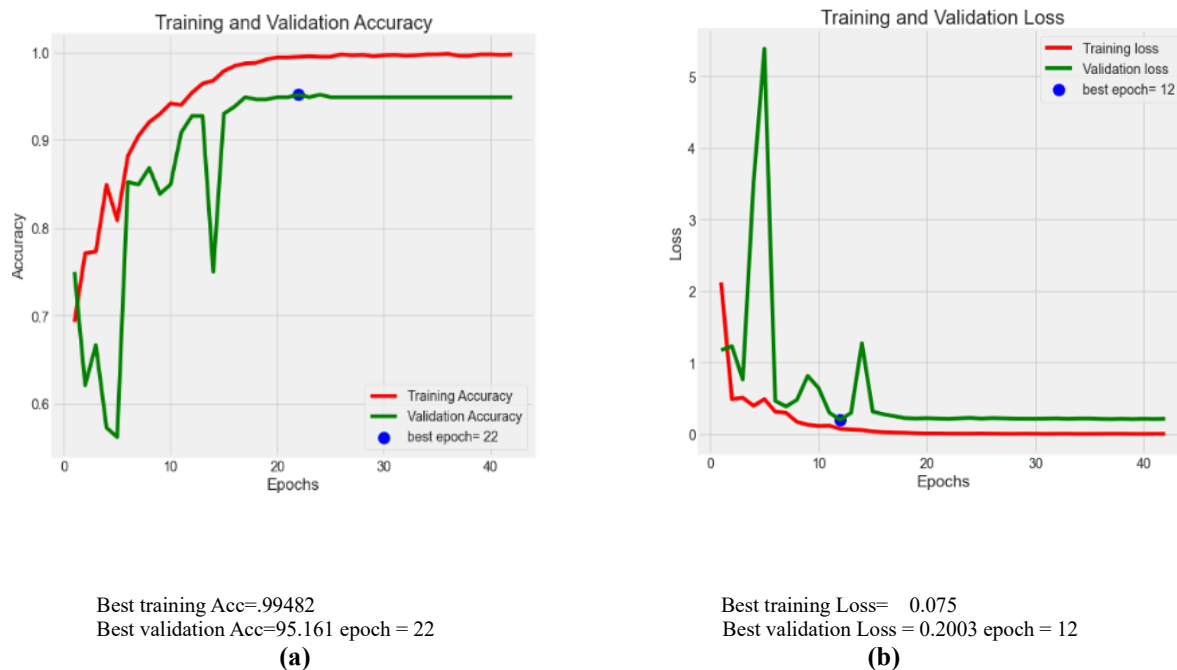 Training and Validation Accuracy
1.0
0.9
0.8
0.7
0.6
Accuracy
0
10
20
30
40
Epochs
Training Accuracy
Validation Accuracy
best epoch= 22
Best training Acc=.99482
Best validation Acc=95.161 epoch = 22
(a)
Training and Validation Loss
5
4
3
2
1
0
Loss
0
10
20
30
40
Epochs
Training loss
Validation loss
best epoch= 12
Best training Loss= 0.075
Best validation Loss = 0.2003 epoch = 12
(b)